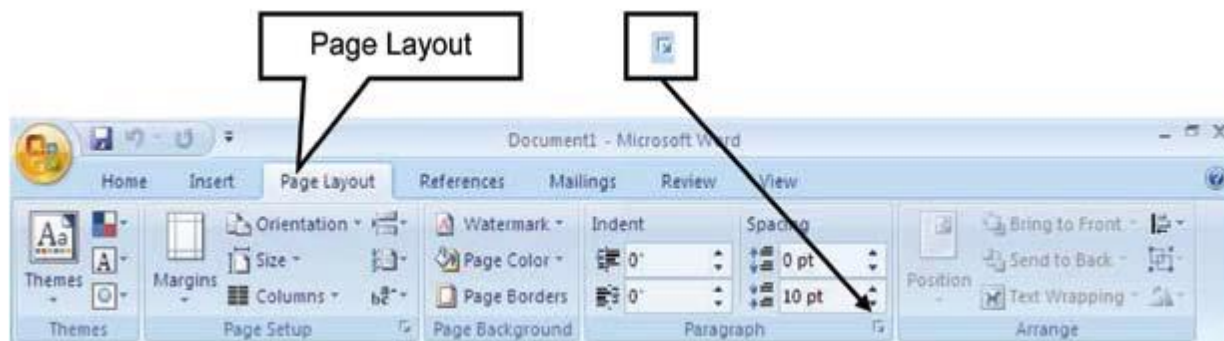 Page Layout
Document1 - Microsoft Word
Home Insert Page Layout References Mailings Review View
Themes
Margins
Orientation
Size
Columns
Watermark
Page Color
Page Borders
Indent
0"
0"
Spacing
0 pt
10 pt
Position
Bring to Front
Send to Back
Text Wrapping
Themes Page Setup Page Background Paragraph Arrange